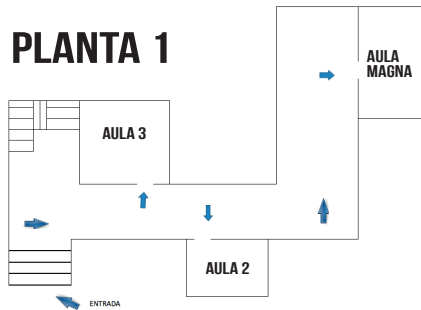 PLANTA 1
AULA
MAGNA
AULA 3
AULA 2
ENTRADA